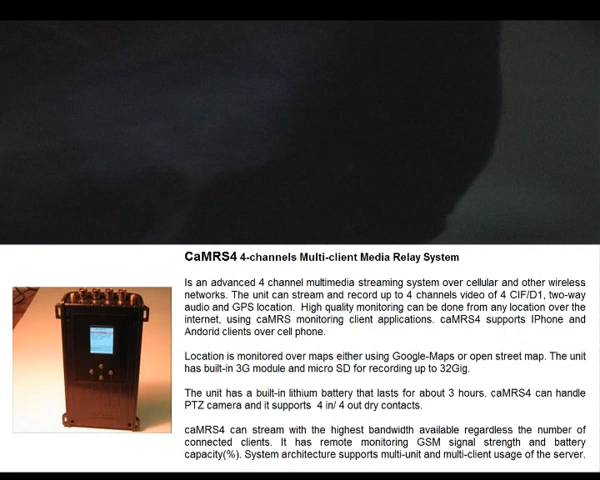 CaMRS4 4-channels Multi-client Media Relay System
Is an advanced 4 channel multimedia streaming system over cellular and other wireless
networks. The unit can stream and record up to 4 channels video of 4 CIF/D1, two-way
audio and GPS location. High quality monitoring can be done from any location over the
internet, using caMRS monitoring client applications. caMRS4 supports IPhone and
Andorid clients over cell phone.
Location is monitored over maps either using Google-Maps or open street map. The unit
has built-in 3G module and micro SD for recording up to 32Gig.
The unit has a built-in lithium battery that lasts for about 3 hours, caMRS4 can handle
PTZ camera and it supports 4 in/ 4 out dry contacts.
caMRS4 can stream with the highest bandwidth available regardless the number of
connected clients. It has remote monitoring GSM signal strength and battery
capacity(%). System architecture supports multi-unit and multi-client usage of the server.